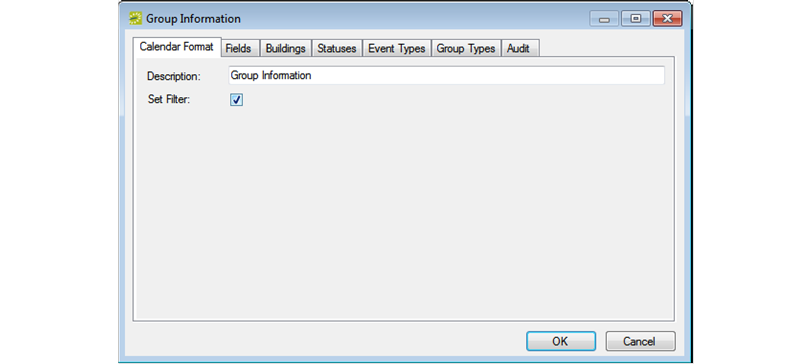 Group Information
Calendar Format Fields Buildings Statuses Event Types Group Types Audit
Description: Group Information
Set Filter:
OK Cancel